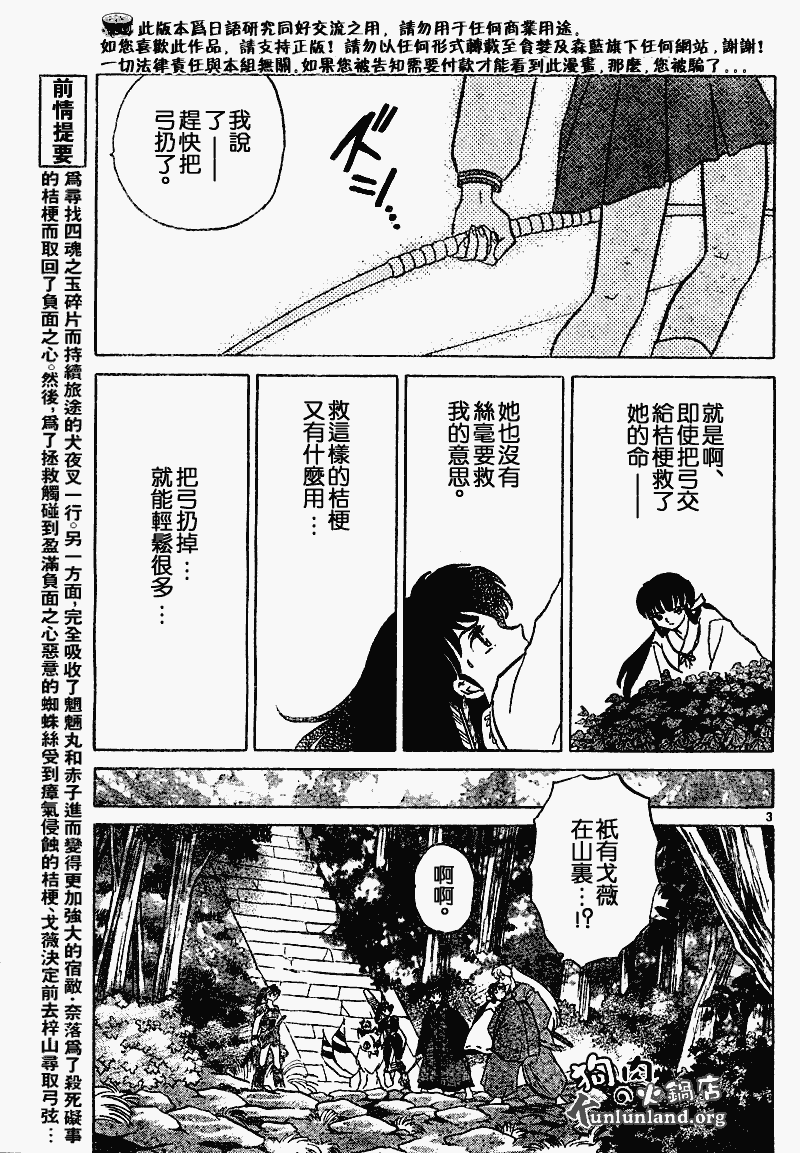 此版本爲日語研究同好交流之用，請勿用于任何商業用途。
如您喜歡此作品，請支持正版！請勿以任何形式轉載至貪婪及森藍旗下任何網站，謝謝！
一切法律責任與本組無關.如果您被告知需要付款才能看到此漫畫，那麼，您被騙了...
前情提要
爲尋找四魂之玉碎片而持續旅途的犬夜叉一行。另一方面，完全吸收了魍魎丸和赤子進而變得更加強大的宿敵·奈落爲了殺死礙事
的桔梗而取回了負面之心。然後，爲了拯救觸碰到盈滿負面之心惡意的蜘蛛絲受到瘴氣侵蝕的桔梗、戈薇決定前去梓山尋取弓弦…
我說
了——
趕快把
弓扔了。
ズ
ズ
ン…
就是啊、
即使把弓交
給桔梗救了
她的命——
她也沒有
絲毫要救
我的意思。
救這樣的桔梗
又有什麼用…
把弓扔掉…
就能輕鬆很多…
3
衹有戈薇
在山裏…!?
啊啊。
狗肉の火鍋店
Kunlunland.org